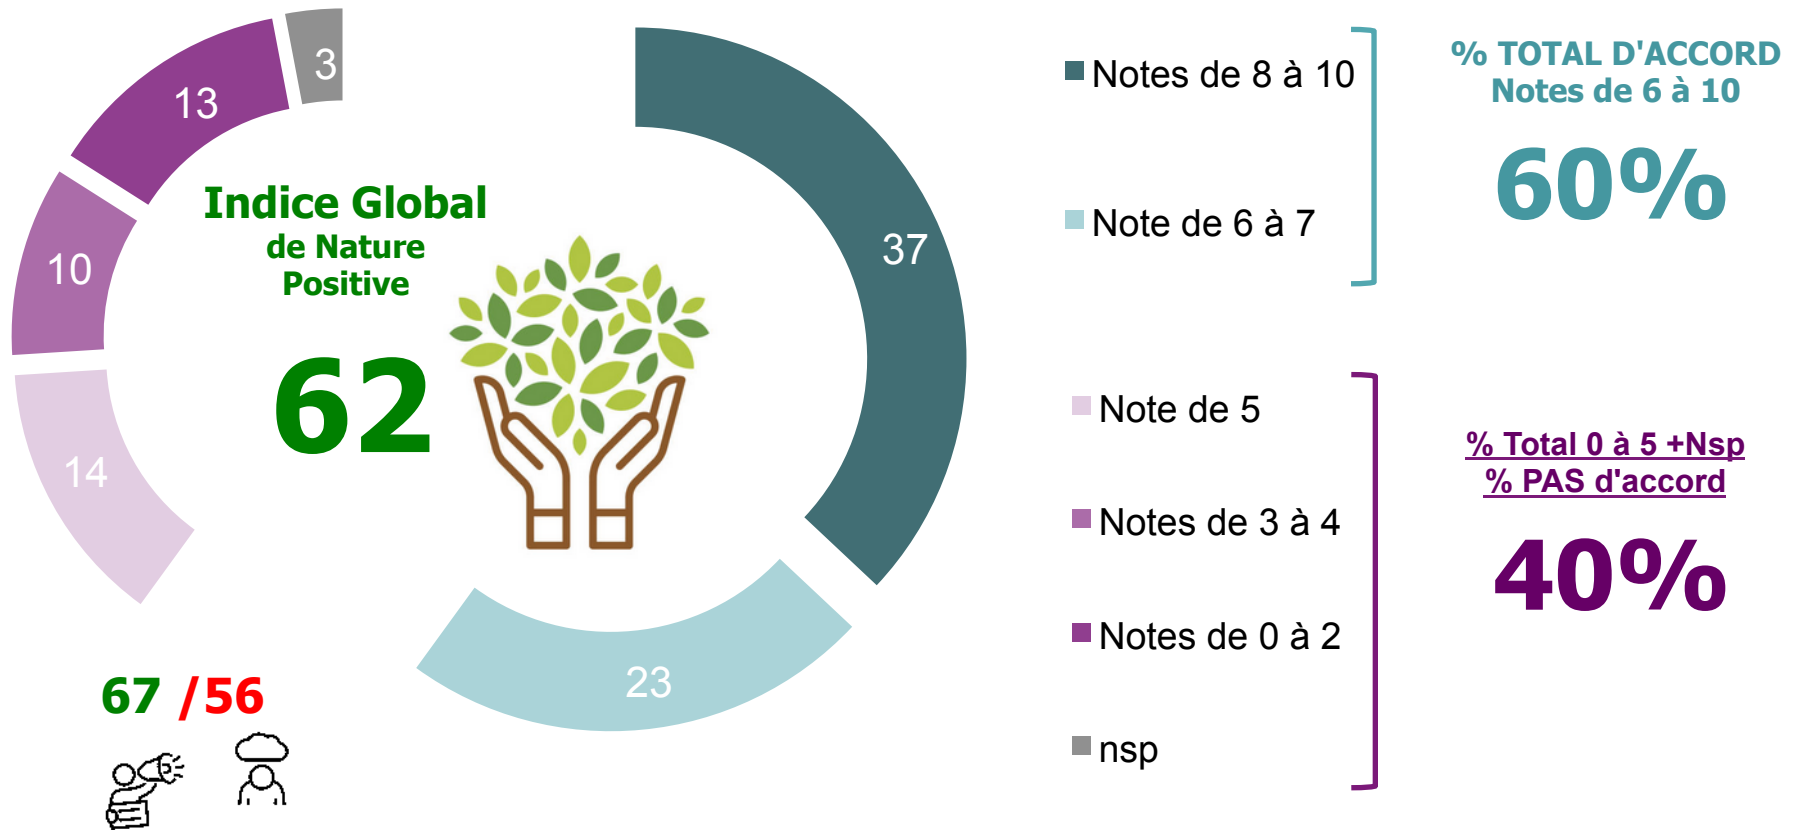 3
13
10
14
37
23
Indice Global
de Nature
Positive
62
67 /56
Notes de 8 à 10
Note de 6 à 7
Note de 5
Notes de 3 à 4
Notes de 0 à 2
nsp
% TOTAL D'ACCORD
Notes de 6 à 10
60%
% Total 0 à 5 +Nsp
% PAS d'accord
40%